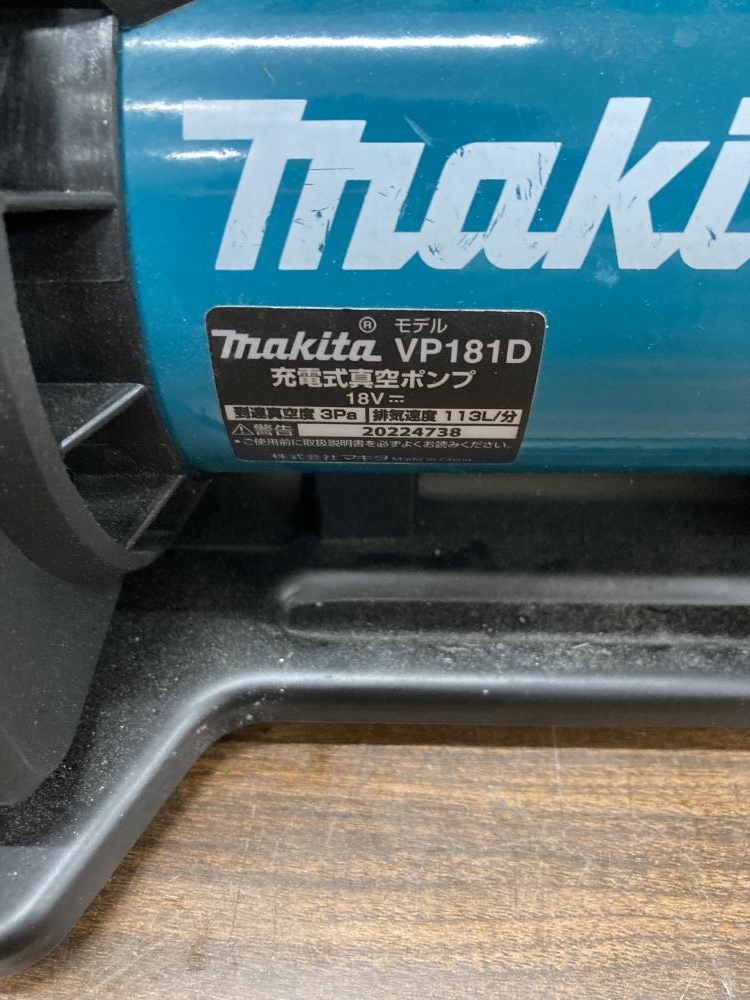 makita
® モデル
makita VP181D
充電式真空ポンプ
18V⎓
到達真空度 3Pa 排気速度 113L/分
⚠警告 20224738
•ご使用前に取扱説明書を必ずよくお読みください。
株式会社マキタ Made in China